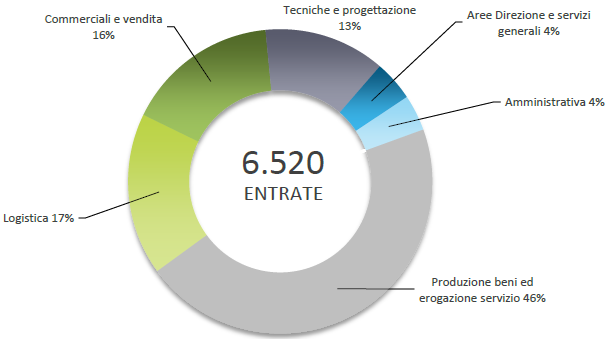 Tecniche e progettazione
13%
Commerciali e vendita
16%
Aree Direzione e servizi
generali 4%
Amministrativa 4%
6.520
ENTRATE
Logistica 17%
Produzione beni ed
erogazione servizio 46%